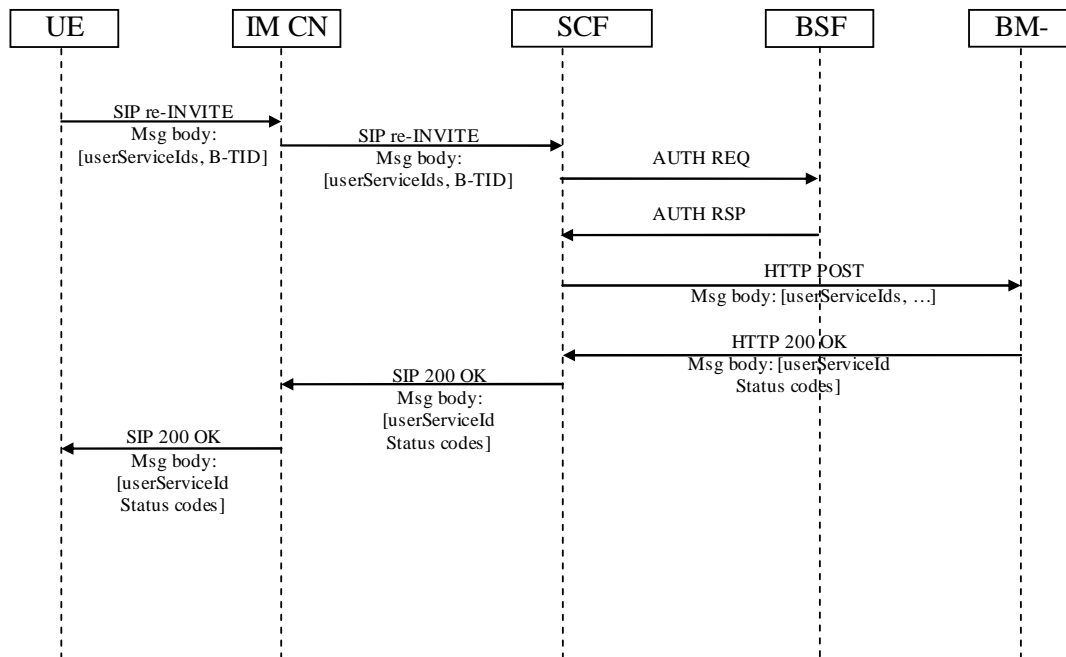 UE
IM CN
SCF
BSF
BM-
SIP re-INVITE
Msg body:
[userServiceIds, B-TID]
SIP re-INVITE
Msg body:
[userServiceIds, B-TID]
AUTH REQ
AUTH RSP
HTTP POST
Msg body: [userServiceIds, …]
HTTP 200 OK
Msg body: [userServiceId
Status codes]
SIP 200 OK
Msg body:
[userServiceId
Status codes]
SIP 200 OK
Msg body:
[userServiceId
Status codes]